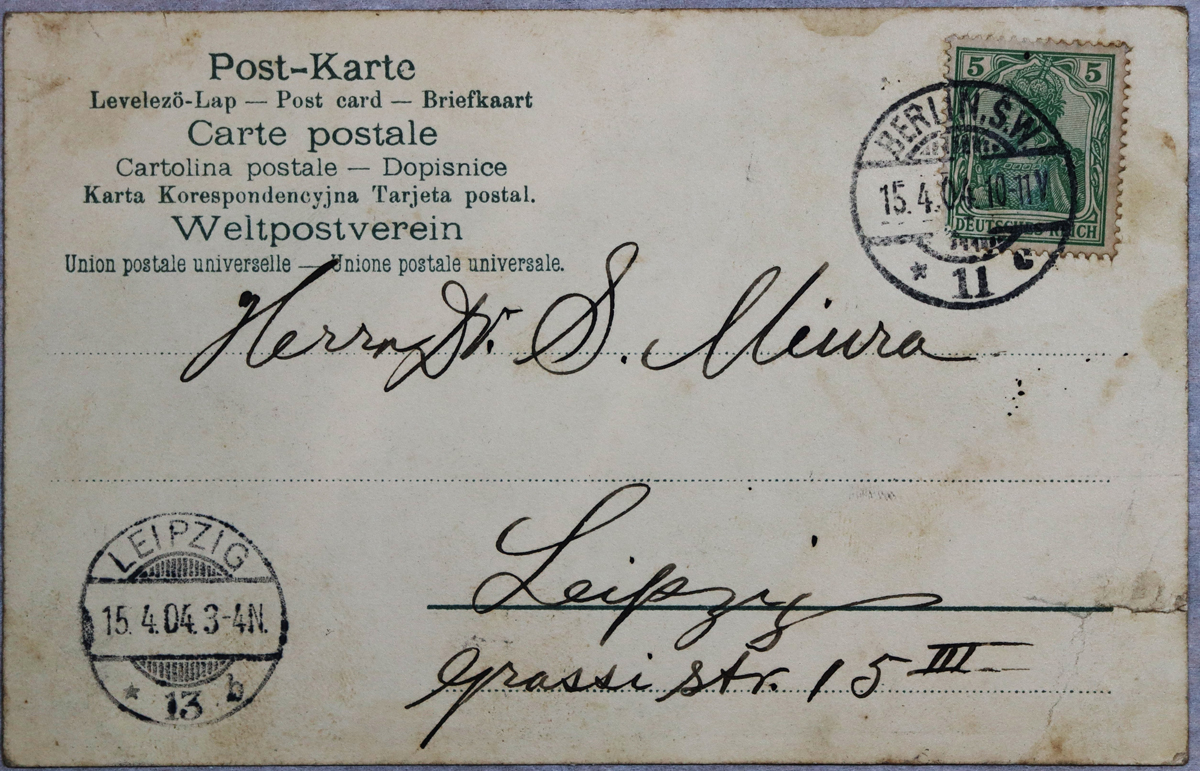 Post-Karte
Levelezö-Lap — Post card — Briefkaart
Carte postale
Cartolina postale — Dopisnice
Karta Korespondencyjna Tarjeta postal.
Weltpostverein
Union postale universelle — Unione postale universale.
5 5
DEUTSCHES REICH
BERLIN.S.W.
15.4.04.10-11V
* 11 c
Herrn Dr. S. Miura
Leipzig
Grassi str. 15 III
LEIPZIG
15.4.04.3-4N.
* 13 b